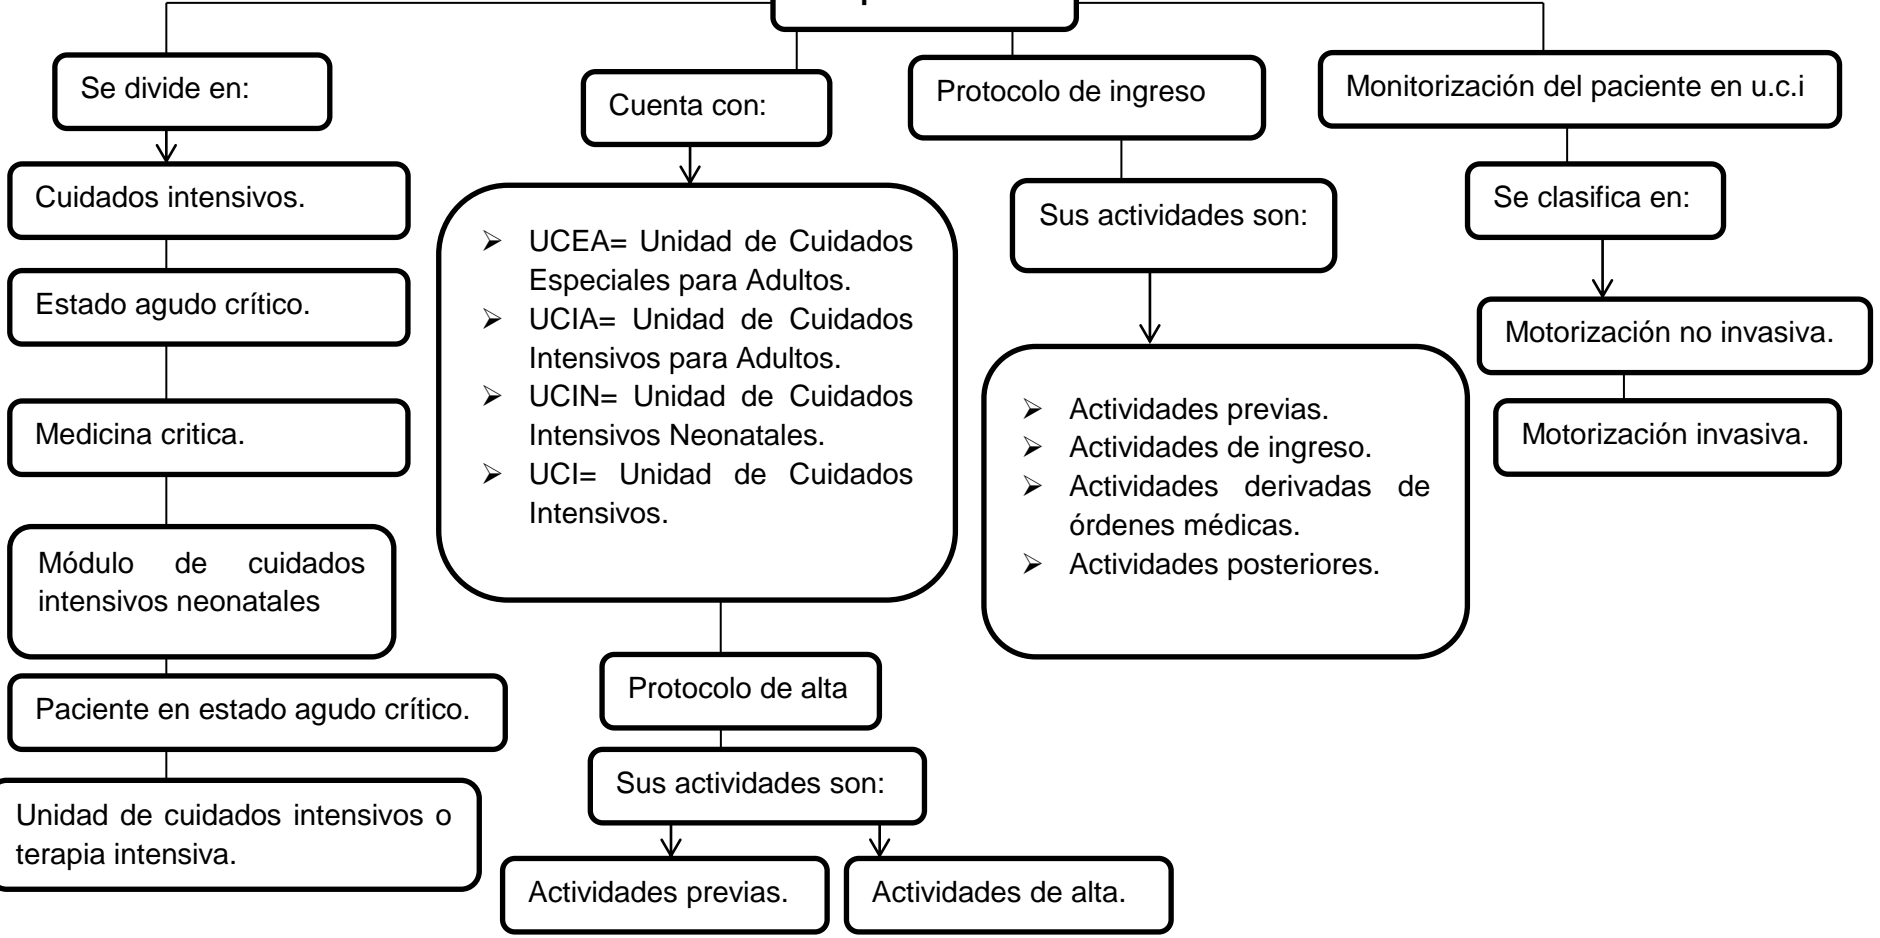 Se divide en:
Cuidados intensivos.
Estado agudo crítico.
Medicina critica.
Módulo de cuidados
intensivos neonatales
Paciente en estado agudo crítico.
Unidad de cuidados intensivos o
terapia intensiva.
Cuenta con:
➢ UCEA= Unidad de Cuidados
Especiales para Adultos.
➢ UCIA= Unidad de Cuidados
Intensivos para Adultos.
➢ UCIN= Unidad de Cuidados
Intensivos Neonatales.
➢ UCI= Unidad de Cuidados
Intensivos.
Protocolo de alta
Sus actividades son:
Actividades previas.
Actividades de alta.
Protocolo de ingreso
Sus actividades son:
➢ Actividades previas.
➢ Actividades de ingreso.
➢ Actividades derivadas de
órdenes médicas.
➢ Actividades posteriores.
Monitorización del paciente en u.c.i
Se clasifica en:
Motorización no invasiva.
Motorización invasiva.